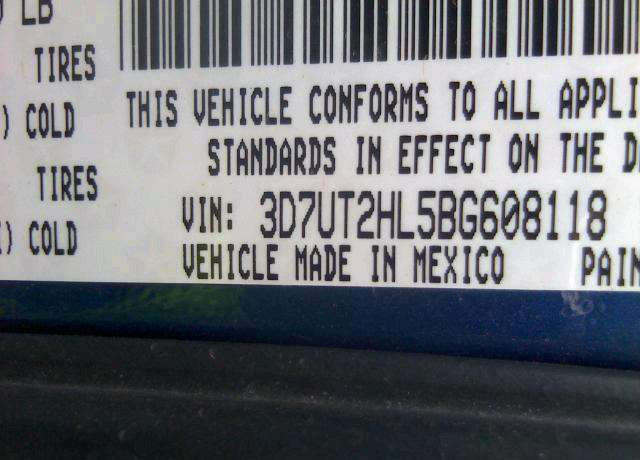 LB
TIRES
) COLD
TIRES
) COLD
THIS VEHICLE CONFORMS TO ALL APPLI
STANDARDS IN EFFECT ON THE D
VIN: 3D7UT2HL5BG608118
VEHICLE MADE IN MEXICO PAIN